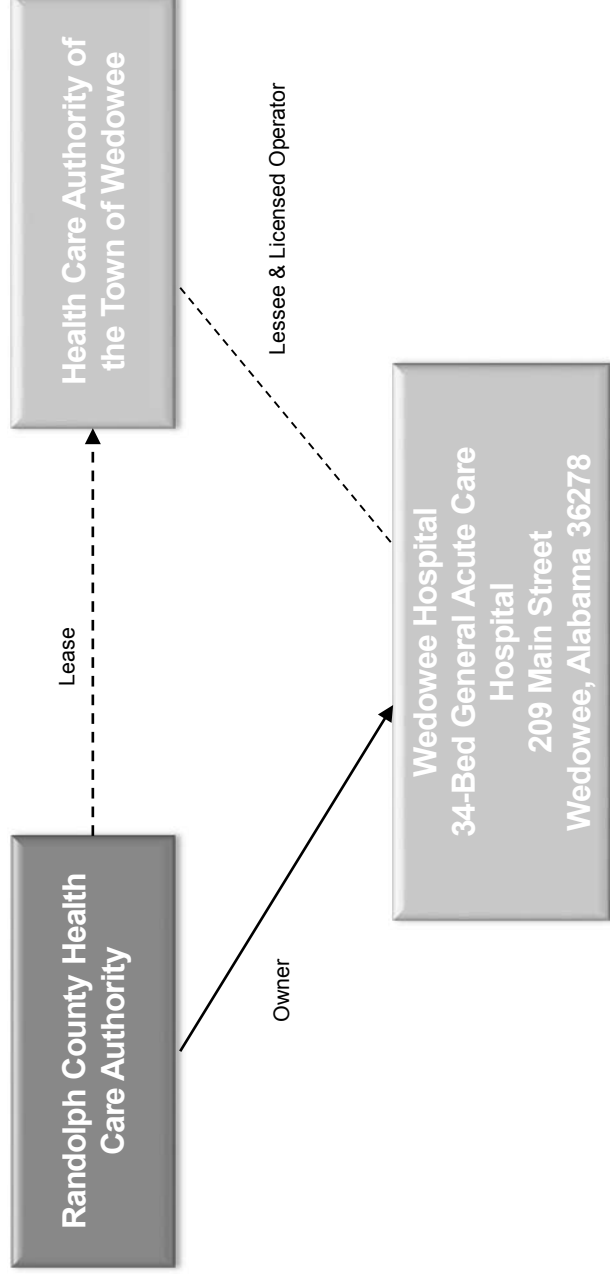 Randolph County Health
Care Authority
Lease
Health Care Authority of
the Town of Wedowee
Owner
Lessee & Licensed Operator
Wedowee Hospital
34-Bed General Acute Care
Hospital
209 Main Street
Wedowee, Alabama 36278